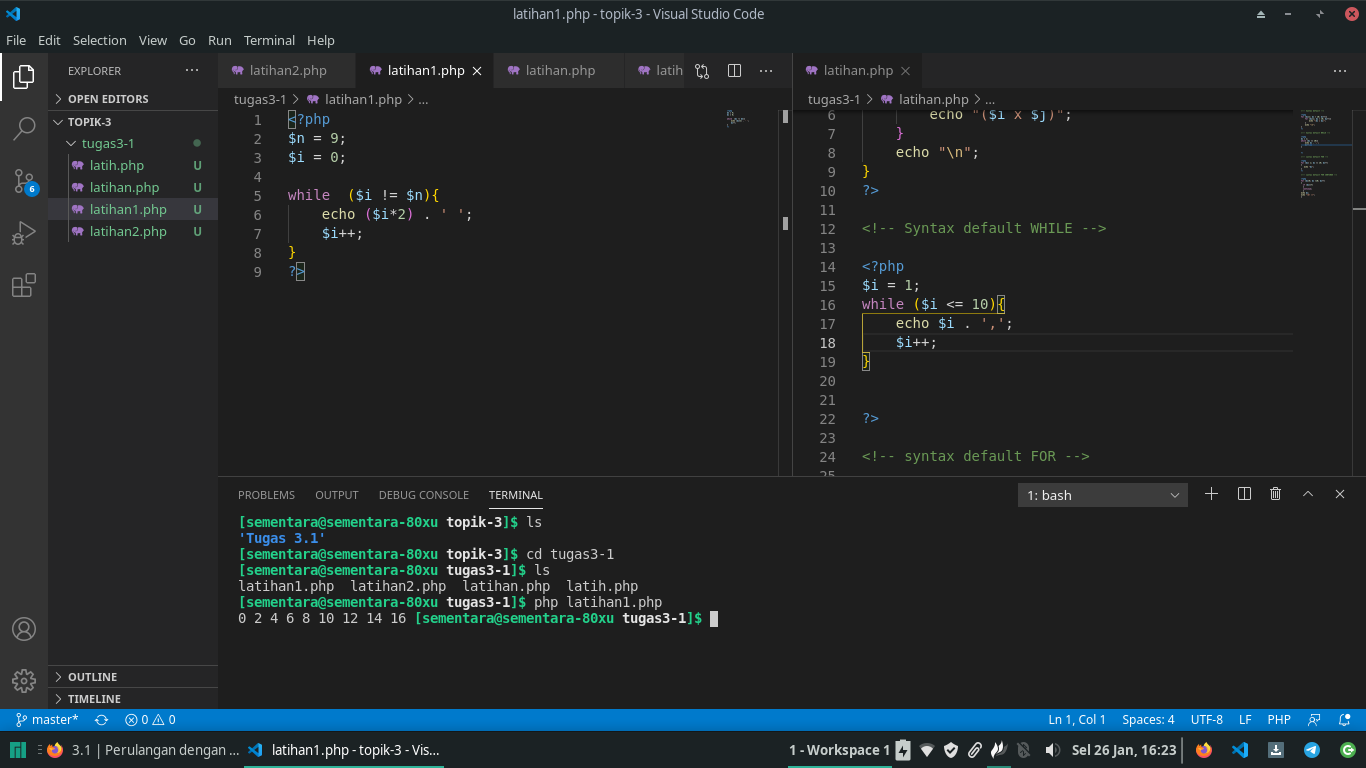 latihan1.php - topik-3 - Visual Studio Code
File Edit Selection View Go Run Terminal Help
EXPLORER
OPEN EDITORS
TOPIK-3
tugas3-1
latih.php U
latihan.php U
latihan1.php U
latihan2.php U
OUTLINE
TIMELINE
6
latihan2.php latihan1.php latihan.php latih
tugas3-1 > latihan1.php > ...
1 <?php
2 $n = 9;
3 $i = 0;
4
5 while  ($i != $n){
6     echo ($i*2) . ' ';
7     $i++;
8 }
9 ?>
latihan.php
tugas3-1 > latihan.php > ...
6         echo "($i x $j)";
7     }
8     echo "\n";
9 }
10 ?>
11
12 <!-- Syntax default WHILE -->
13
14 <?php
15 $i = 1;
16 while ($i <= 10){
17     echo $i . ',';
18     $i++;
19 }
20
21
22 ?>
23
24 <!-- syntax default FOR -->
25
PROBLEMS OUTPUT DEBUG CONSOLE TERMINAL 1: bash
[sementara@sementara-80xu topik-3]$ ls
'Tugas 3.1'
[sementara@sementara-80xu topik-3]$ cd tugas3-1
[sementara@sementara-80xu tugas3-1]$ ls
latihan1.php  latihan2.php  latihan.php  latih.php
[sementara@sementara-80xu tugas3-1]$ php latihan1.php
0 2 4 6 8 10 12 14 16 [sementara@sementara-80xu tugas3-1]$
master* 0 0 Ln 1, Col 1 Spaces: 4 UTF-8 LF PHP
3.1 | Perulangan dengan ... latihan1.php - topik-3 - Vis... 1 - Workspace 1 Sel 26 Jan, 16:23